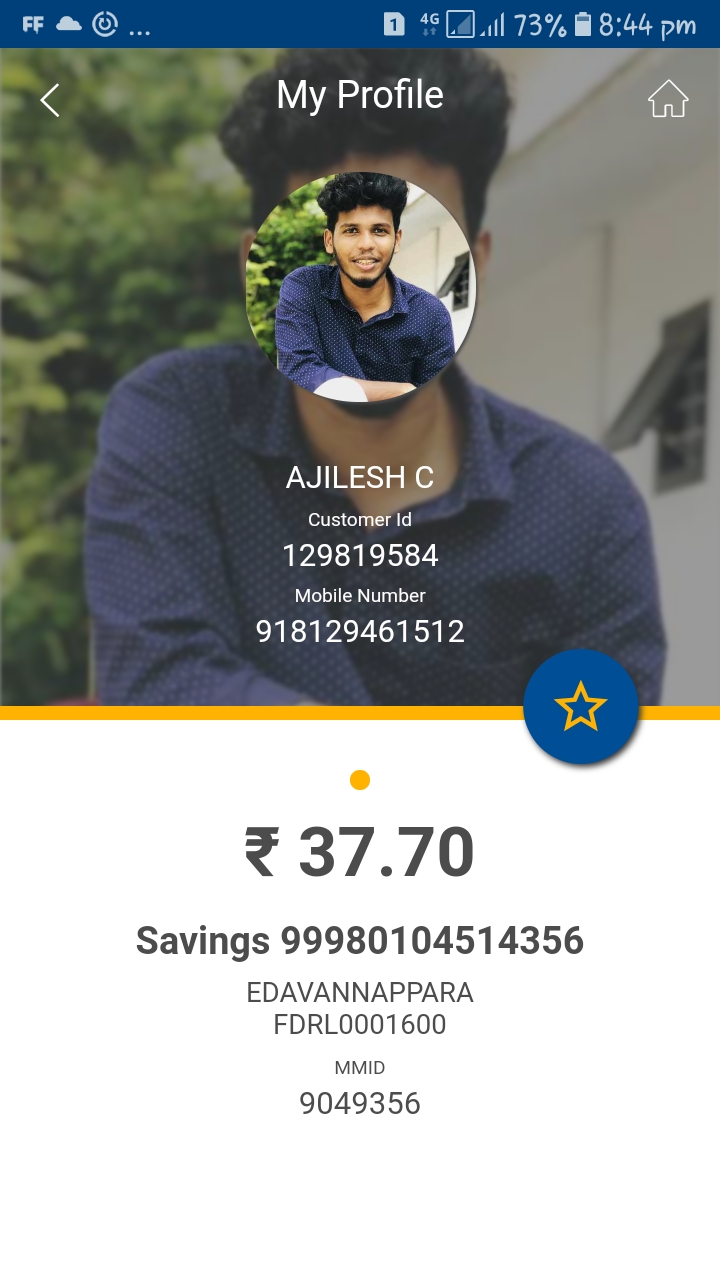 FF ... 1 4G 73% 8:44 pm
My Profile
AJILESH C
Customer Id
129819584
Mobile Number
918129461512
₹ 37.70
Savings 99980104514356
EDAVANNAPPARA
FDRL0001600
MMID
9049356